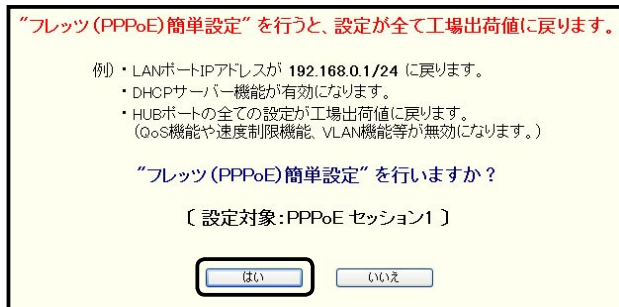 "フレッツ(PPPoE)簡単設定" を行うと、設定が全て工場出荷値に戻ります。
例) ・LANポートIPアドレスが 192.168.0.1/24 に戻ります。
・DHCPサーバー機能が有効になります。
・HUBポートの全ての設定が工場出荷値に戻ります。
(QoS機能や速度制限機能、VLAN機能等が無効になります。)
"フレッツ(PPPoE)簡単設定" を行いますか?
〔 設定対象:PPPoE セッション1 〕
はい いいえ